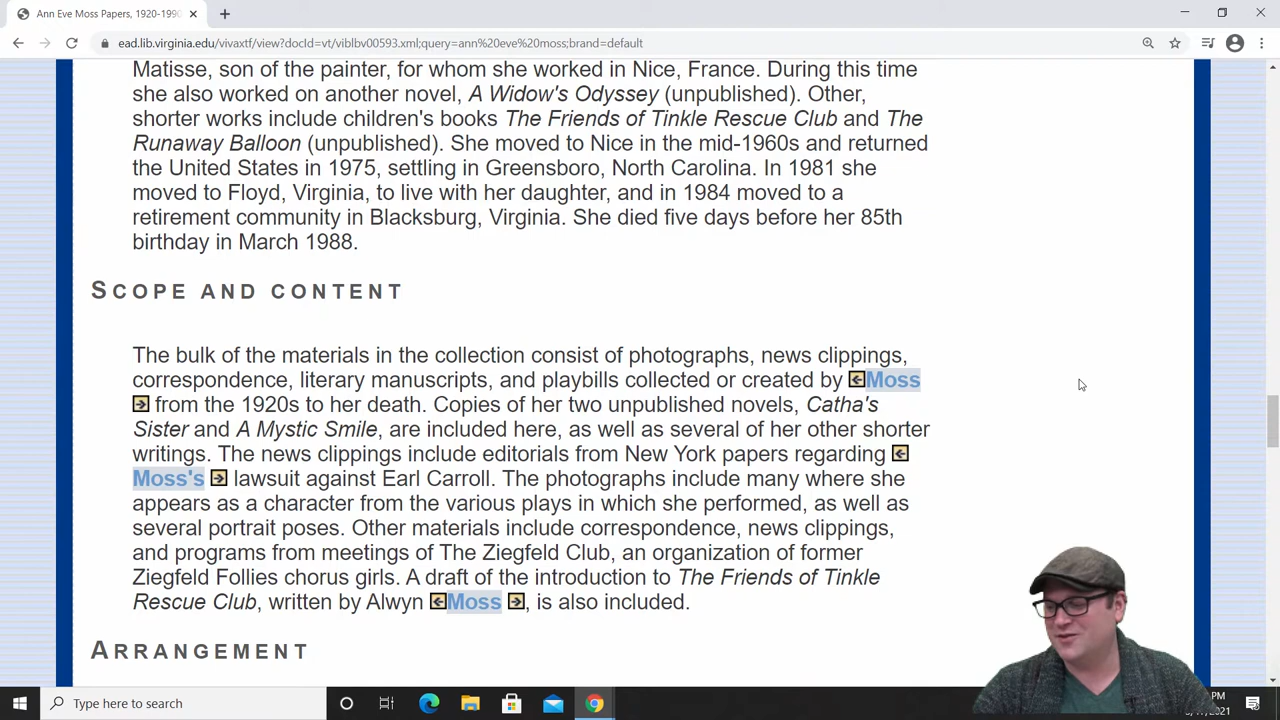 Ann Eve Moss Papers, 1920-1990
ead.lib.virginia.edu/vivaxtf/view?docId=vt/viblbv00593.xml;query=ann%20eve%20moss;brand=default
Matisse, son of the painter, for whom she worked in Nice, France. During this time
she also worked on another novel, A Widow's Odyssey (unpublished). Other,
shorter works include children's books The Friends of Tinkle Rescue Club and The
Runaway Balloon (unpublished). She moved to Nice in the mid-1960s and returned
the United States in 1975, settling in Greensboro, North Carolina. In 1981 she
moved to Floyd, Virginia, to live with her daughter, and in 1984 moved to a
retirement community in Blacksburg, Virginia. She died five days before her 85th
birthday in March 1988.
SCOPE AND CONTENT
The bulk of the materials in the collection consist of photographs, news clippings,
correspondence, literary manuscripts, and playbills collected or created by Moss
from the 1920s to her death. Copies of her two unpublished novels, Catha's
Sister and A Mystic Smile, are included here, as well as several of her other shorter
writings. The news clippings include editorials from New York papers regarding
Moss's lawsuit against Earl Carroll. The photographs include many where she
appears as a character from the various plays in which she performed, as well as
several portrait poses. Other materials include correspondence, news clippings,
and programs from meetings of The Ziegfeld Club, an organization of former
Ziegfeld Follies chorus girls. A draft of the introduction to The Friends of Tinkle
Rescue Club, written by Alwyn Moss , is also included.
ARRANGEMENT
Type here to search
PM